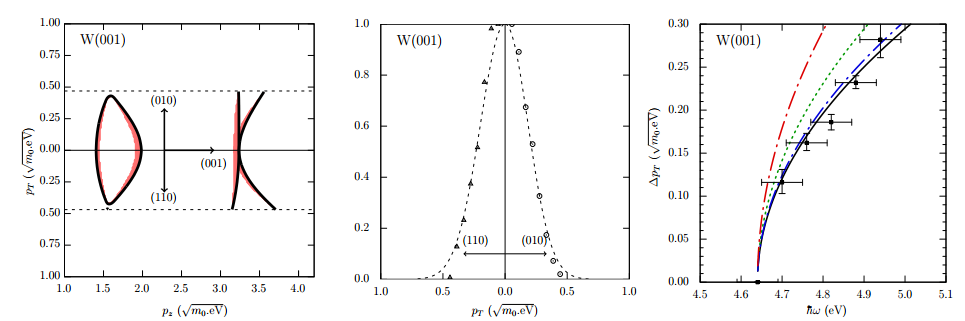 W(001)
1.00
0.75
0.50
0.25
0.00
0.25
0.50
0.75
1.00
p_T (√m₀.eV)
(010)
(001)
(1̄10)
1.0 1.5 2.0 2.5 3.0 3.5 4.0
p_z (√m₀.eV)
W(001)
1.0
0.8
0.6
0.4
0.2
0.0
(110) (010)
1.0 0.5 0.0 0.5 1.0
p_T (√m₀.eV)
W(001)
0.30
0.25
0.20
0.15
0.10
0.05
0.00
Δp_T (√m₀.eV)
4.5 4.6 4.7 4.8 4.9 5.0 5.1
ℏω (eV)